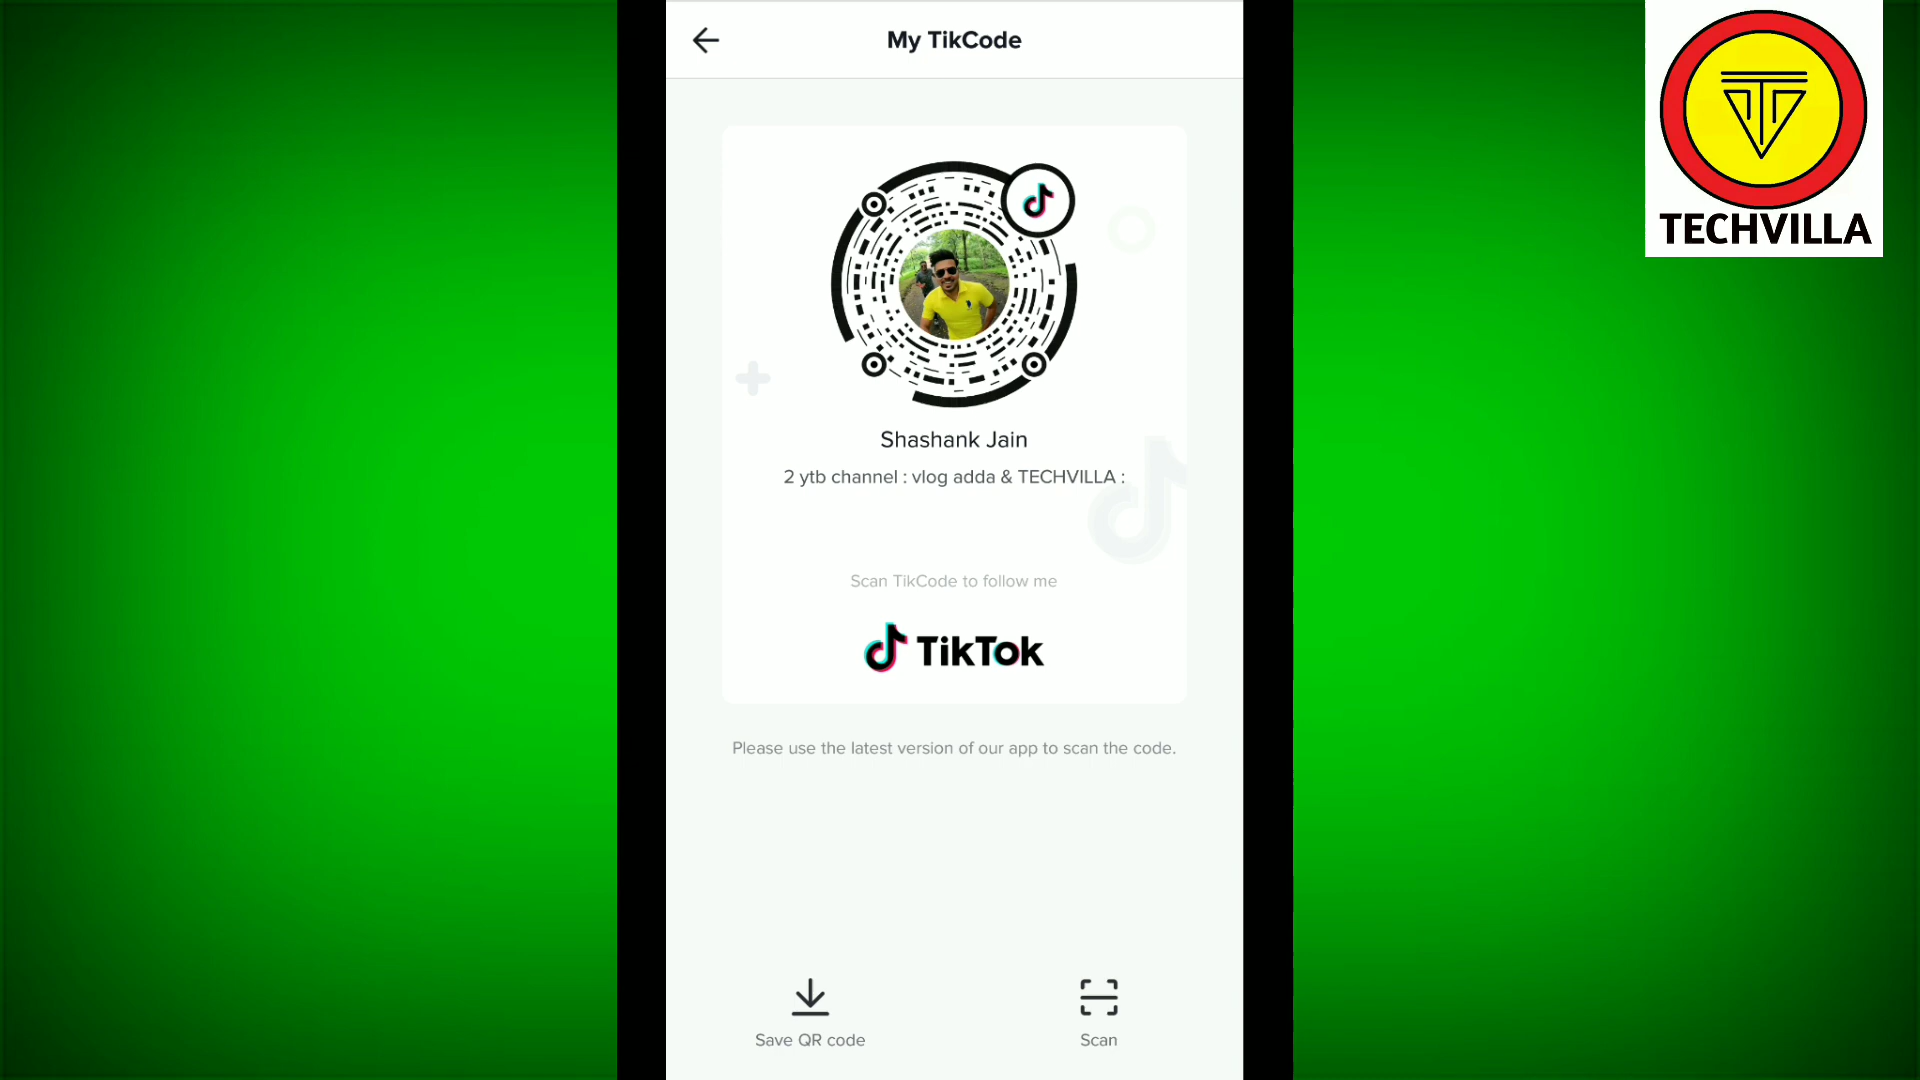 My TikCode
TECHVILLA
Shashank Jain
2 ytb channel : vlog adda & TECHVILLA :
Scan TikCode to follow me
TikTok
Please use the latest version of our app to scan the code.
Save QR code
Scan